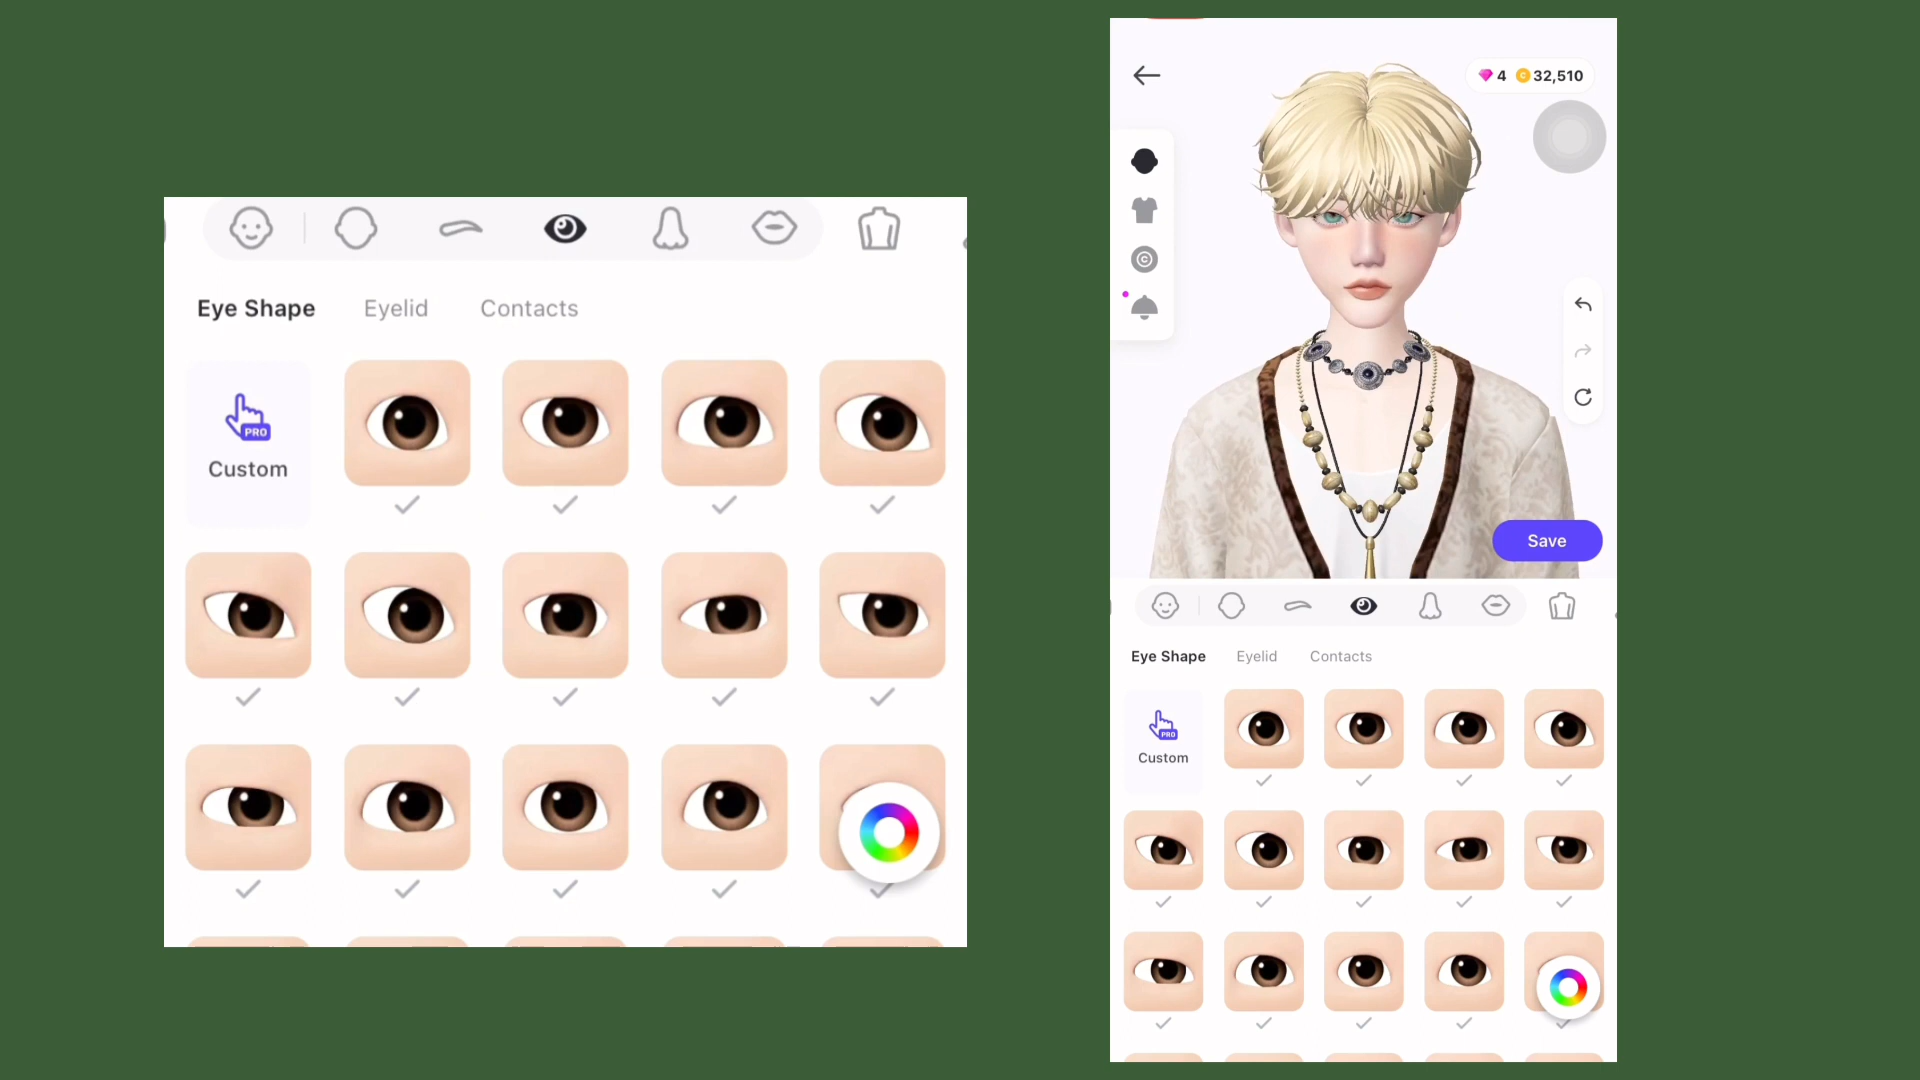 Eye Shape Eyelid Contacts
PRO
Custom
4 C 32,510
C
Save
Eye Shape Eyelid Contacts
PRO
Custom